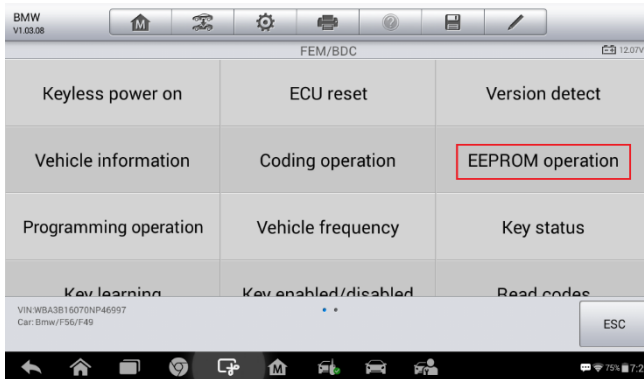 BMW
V1.03.08
FEM/BDC
12.07V
Keyless power on
ECU reset
Version detect
Vehicle information
Coding operation
EEPROM operation
Programming operation
Vehicle frequency
Key status
Key learning
Key enabled/disabled
Read codes
VIN:WBA3B16070NP46997
Car: Bmw/F56/F49
ESC
75%